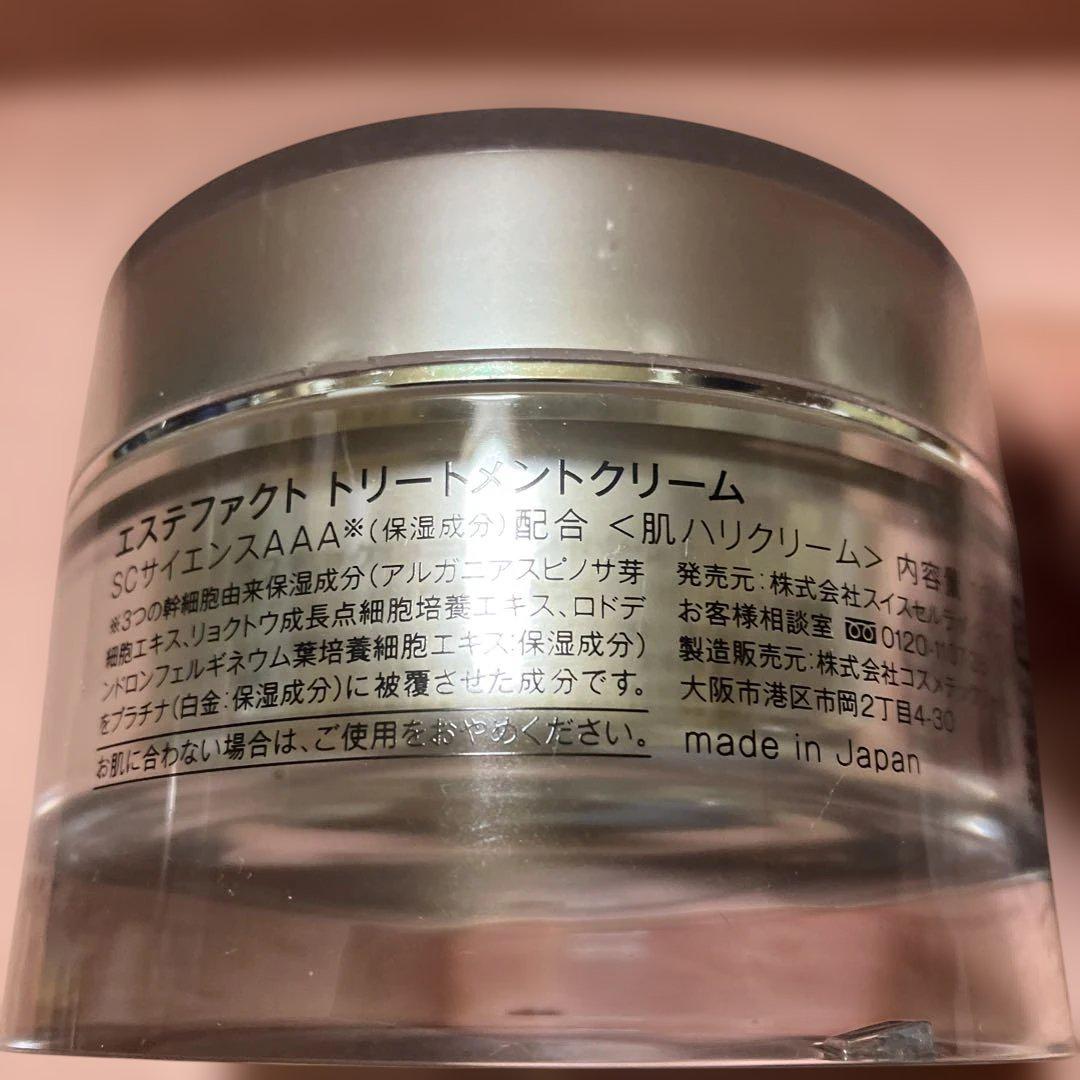 エステファクト トリートメントクリーム
SCサイエンスAAA※(保湿成分)配合 <肌ハリクリーム> 内容量
※3つの幹細胞由来保湿成分(アルガニアスピノサ芽
細胞エキス、リョクトウ成長点細胞培養エキス、ロドデ
ンドロンフェルギネウム葉培養細胞エキス:保湿成分)
をプラチナ(白金:保湿成分)に被覆させた成分です。
お肌に合わない場合は、ご使用をおやめください。
発売元:株式会社スイスセル
お客様相談室 0120-
製造販売元:株式会社コスメ
大阪市港区市岡2丁目4-30
made in Japan